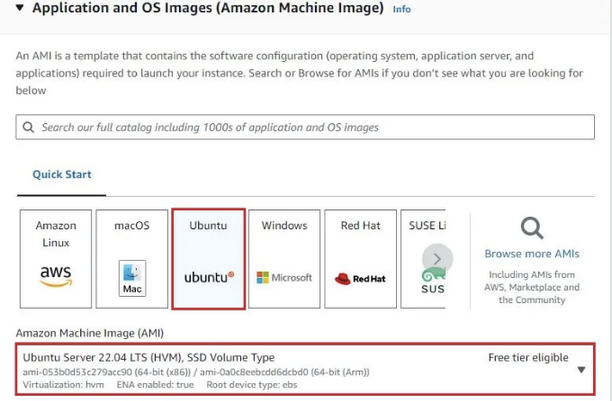 ▼ Application and OS Images (Amazon Machine Image) Info
An AMI is a template that contains the software configuration (operating system, application server, and
applications) required to launch your instance. Search or Browse for AMIs if you don't see what you are looking for
below
Search our full catalog including 1000s of application and OS images
Quick Start
Amazon Linux
aws
macOS
Mac
Ubuntu
ubuntu
Windows
Microsoft
Red Hat
Red Hat
SUSE Li
SUS
Browse more AMIs
Including AMIs from
AWS, Marketplace and
the Community
Amazon Machine Image (AMI)
Ubuntu Server 22.04 LTS (HVM), SSD Volume Type Free tier eligible
ami-053b0d53c279acc90 (64-bit (x86)) / ami-0a0c8eebcdd6dcbd0 (64-bit (Arm))
Virtualization: hvm ENA enabled: true Root device type: ebs